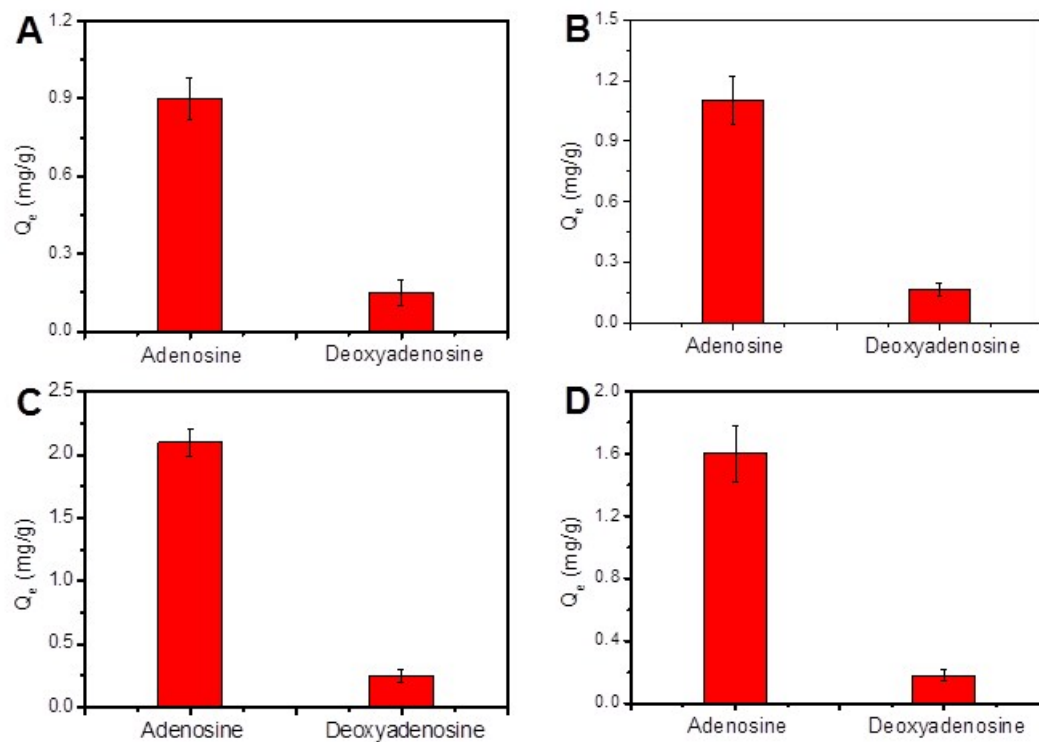 A
1.2
0.9
0.6
0.3
0.0
Qe (mg/g)
Adenosine Deoxyadenosine
B
1.5
1.2
0.9
0.6
0.3
0.0
Qe (mg/g)
Adenosine Deoxyadenosine
C
2.5
2.0
1.5
1.0
0.5
0.0
Qe (mg/g)
Adenosine Deoxyadenosine
D
2.0
1.6
1.2
0.8
0.4
0.0
Qe (mg/g)
Adenosine Deoxyadenosine